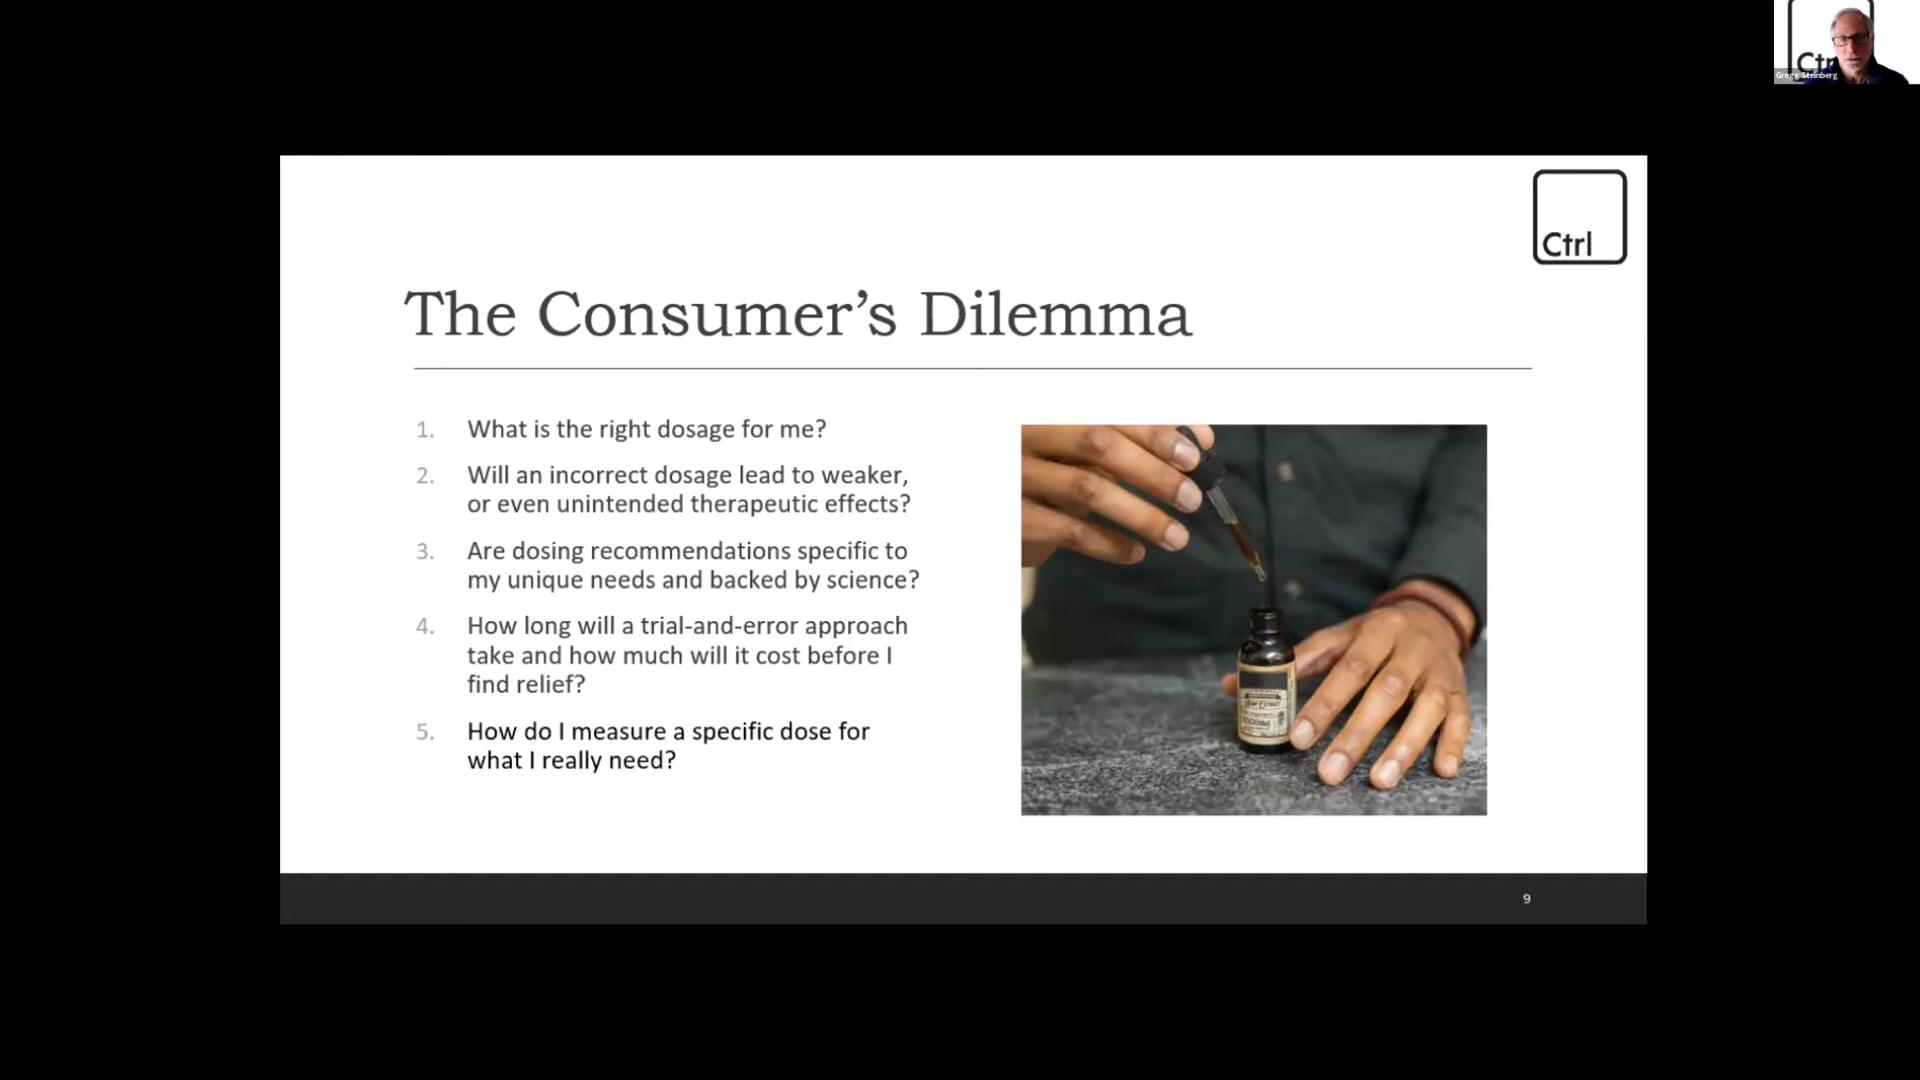 Ctrl
Gregg Steinberg
Ctrl
The Consumer’s Dilemma
1. What is the right dosage for me?
2. Will an incorrect dosage lead to weaker,
or even unintended therapeutic effects?
3. Are dosing recommendations specific to
my unique needs and backed by science?
4. How long will a trial-and-error approach
take and how much will it cost before I
find relief?
5. How do I measure a specific dose for
what I really need?
9